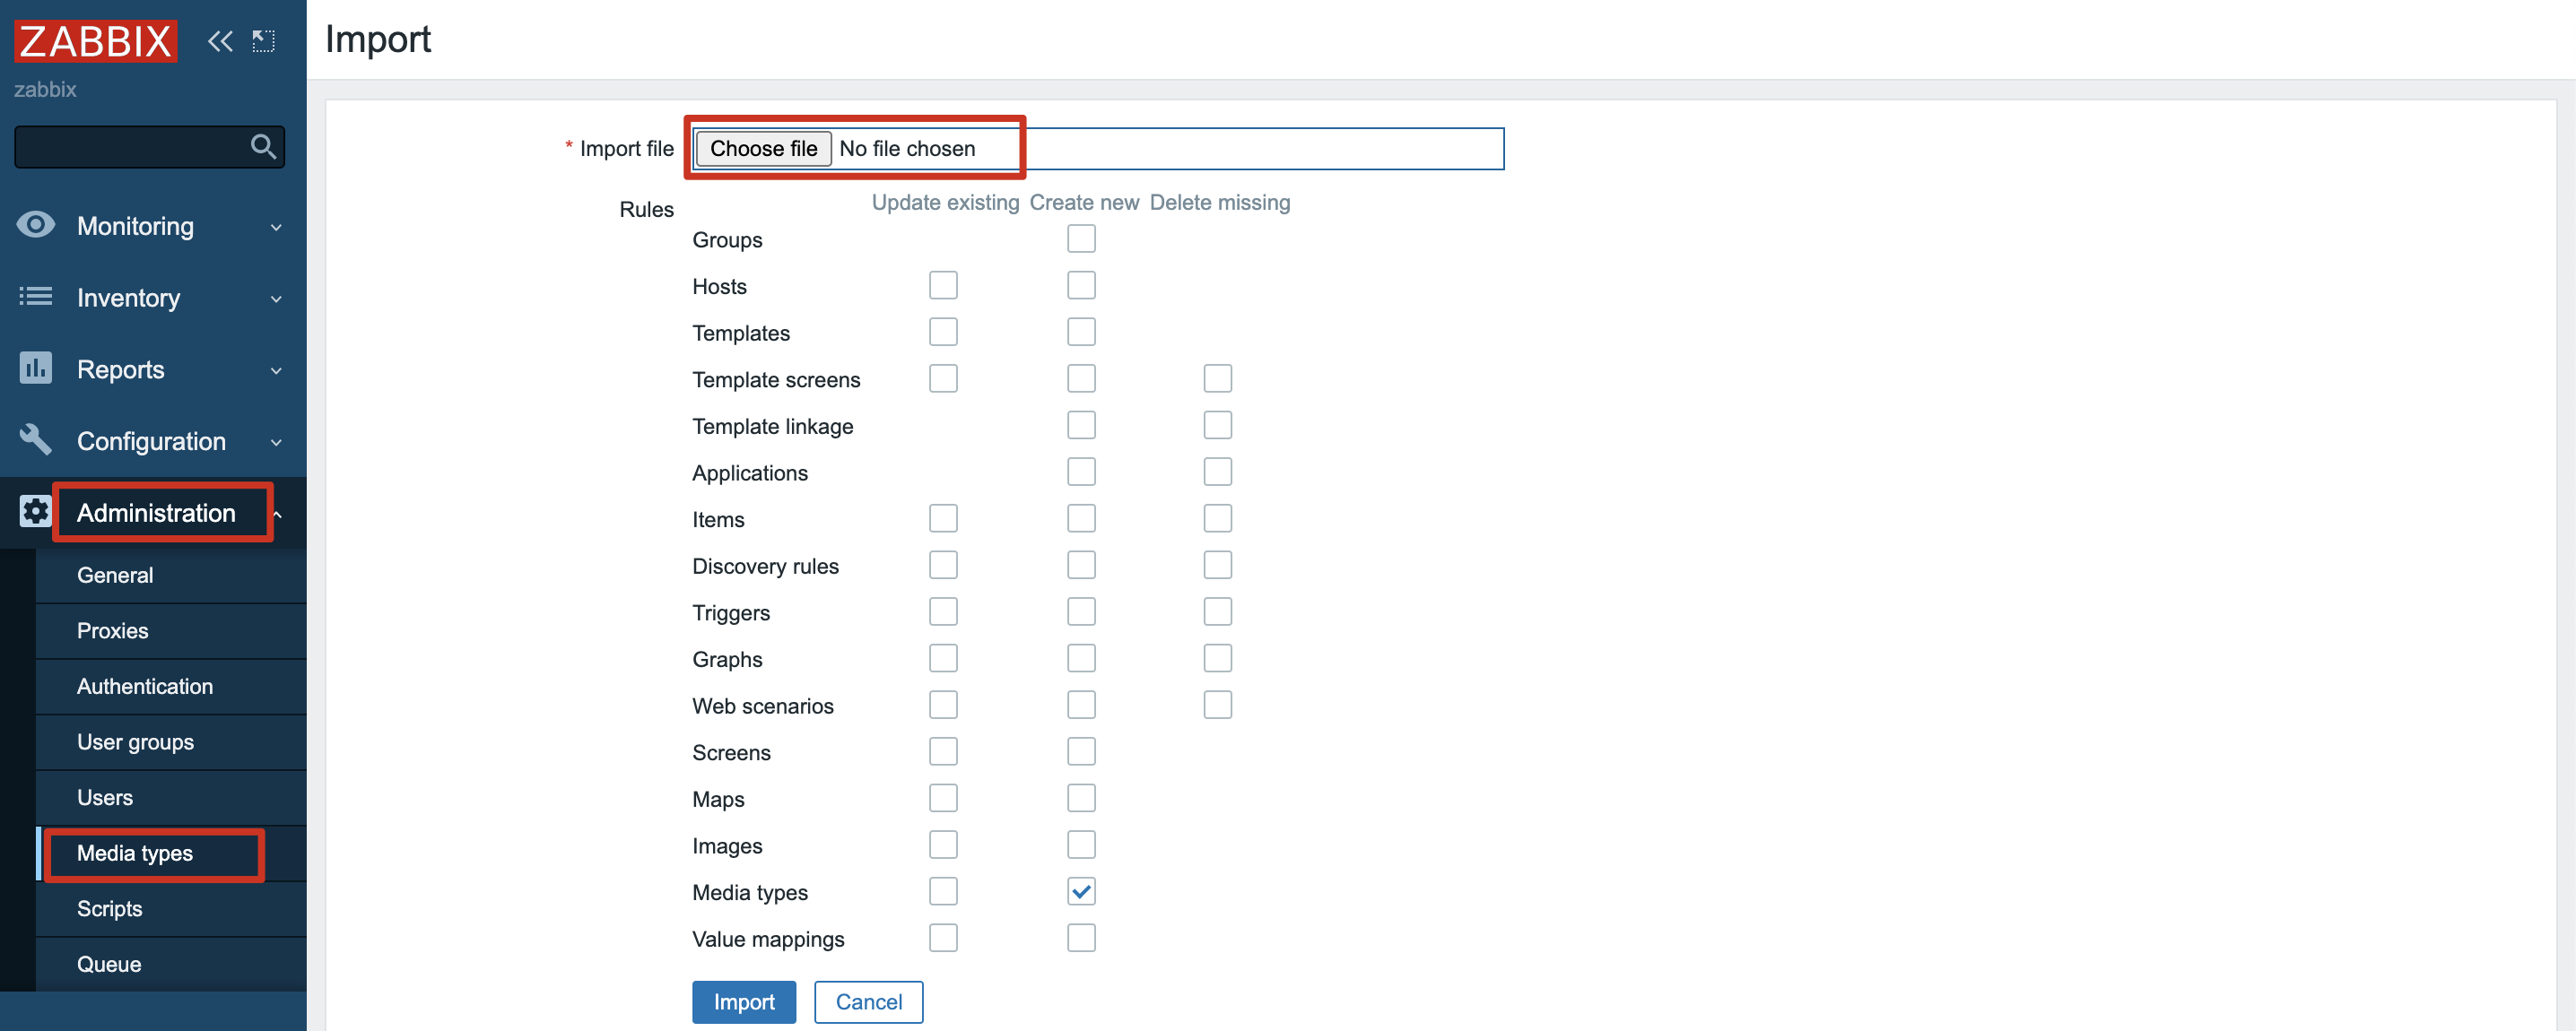 ZABBIX
zabbix
Monitoring
Inventory
Reports
Configuration
Administration
General
Proxies
Authentication
User groups
Users
Media types
Scripts
Queue
Import
* Import file Choose file No file chosen
Rules Update existing Create new Delete missing
Groups
Hosts
Templates
Template screens
Template linkage
Applications
Items
Discovery rules
Triggers
Graphs
Web scenarios
Screens
Maps
Images
Media types
Value mappings
Import Cancel